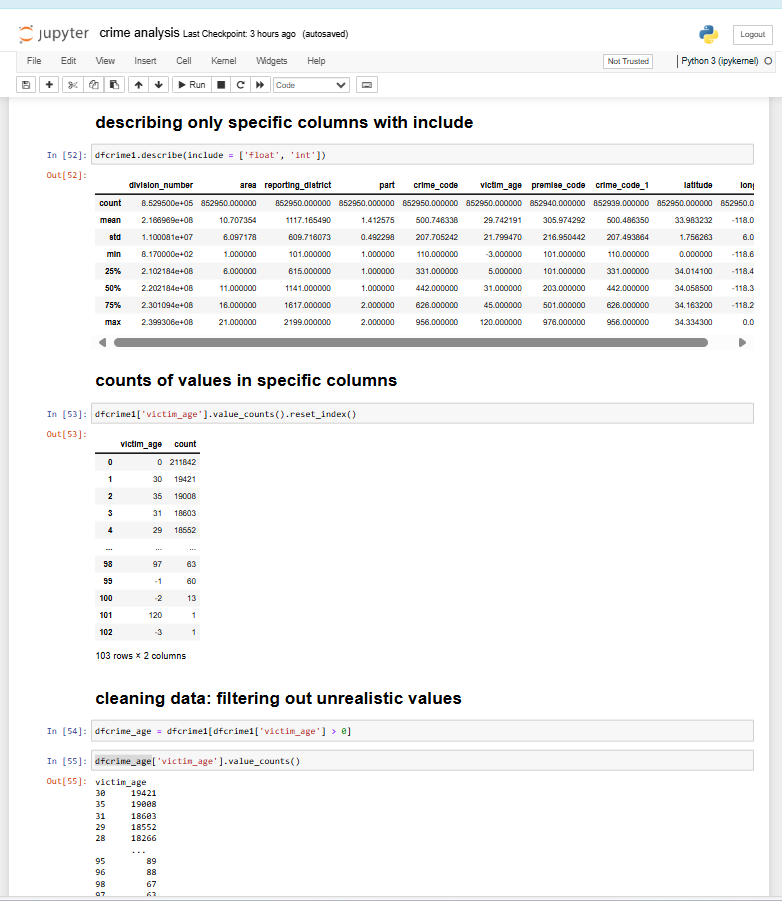 jupyter crime analysis Last Checkpoint: 3 hours ago (autosaved) Logout
File Edit View Insert Cell Kernel Widgets Help Not Trusted Python 3 (ipykernel)
Run Code
describing only specific columns with include
In [52]: dfcrime1.describe(include = ['float', 'int'])
Out[52]:
division_number area reporting_district part crime_code victim_age premise_code crime_code_1 latitude lon
count 8.529500e+05 852950.000000 852950.000000 852950.000000 852950.000000 852950.000000 852940.000000 852939.000000 852950.000000 852950.0
mean 2.166969e+08 10.707354 1117.165490 1.412575 500.746338 29.742191 305.974292 500.486350 33.983232 -118.0
std 1.100081e+07 6.097178 609.716073 0.492298 207.705242 21.799470 216.950442 207.493864 1.756263 6.0
min 8.170000e+02 1.000000 101.000000 1.000000 110.000000 -3.000000 101.000000 110.000000 0.000000 -118.6
25% 2.102184e+08 6.000000 615.000000 1.000000 331.000000 5.000000 101.000000 331.000000 34.014100 -118.4
50% 2.202184e+08 11.000000 1141.000000 1.000000 442.000000 31.000000 203.000000 442.000000 34.058500 -118.3
75% 2.301094e+08 16.000000 1617.000000 2.000000 626.000000 45.000000 501.000000 626.000000 34.163200 -118.2
max 2.399306e+08 21.000000 2199.000000 2.000000 956.000000 120.000000 976.000000 956.000000 34.334300 0.0
counts of values in specific columns
In [53]: dfcrime1['victim_age'].value_counts().reset_index()
Out[53]:
victim_age count
0 0 211842
1 30 19421
2 35 19008
3 31 18603
4 29 18552
... ... ...
98 97 63
99 -1 60
100 -2 13
101 120 1
102 -3 1
103 rows × 2 columns
cleaning data: filtering out unrealistic values
In [54]: dfcrime_age = dfcrime1[dfcrime1['victim_age'] > 0]
In [55]: dfcrime_age['victim_age'].value_counts()
Out[55]: victim_age
30 19421
35 19008
31 18603
29 18552
28 18266
...
95 89
96 88
98 67
97 63